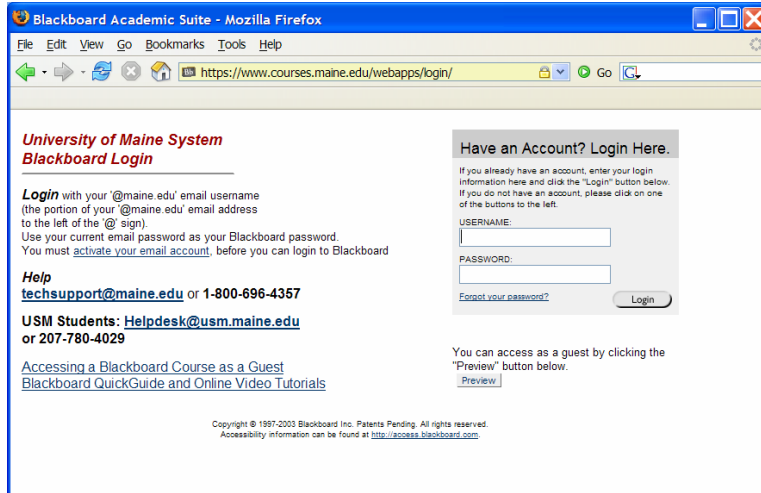 Blackboard Academic Suite - Mozilla Firefox
File Edit View Go Bookmarks Tools Help
https://www.courses.maine.edu/webapps/login/
Go
University of Maine System
Blackboard Login
Login with your '@maine.edu' email username
(the portion of your '@maine.edu' email address
to the left of the '@' sign).
Use your current email password as your Blackboard password.
You must activate your email account, before you can login to Blackboard
Help
techsupport@maine.edu or 1-800-696-4357
USM Students: Helpdesk@usm.maine.edu
or 207-780-4029
Accessing a Blackboard Course as a Guest
Blackboard QuickGuide and Online Video Tutorials
Have an Account? Login Here.
If you already have an account, enter your login
information here and click the "Login" button below.
If you do not have an account, please click on one
of the buttons to the left.
USERNAME:
PASSWORD:
Forgot your password?
Login
You can access as a guest by clicking the
"Preview" button below.
Preview
Copyright © 1997-2003 Blackboard Inc. Patents Pending. All rights reserved.
Accessibility information can be found at http://access.blackboard.com.